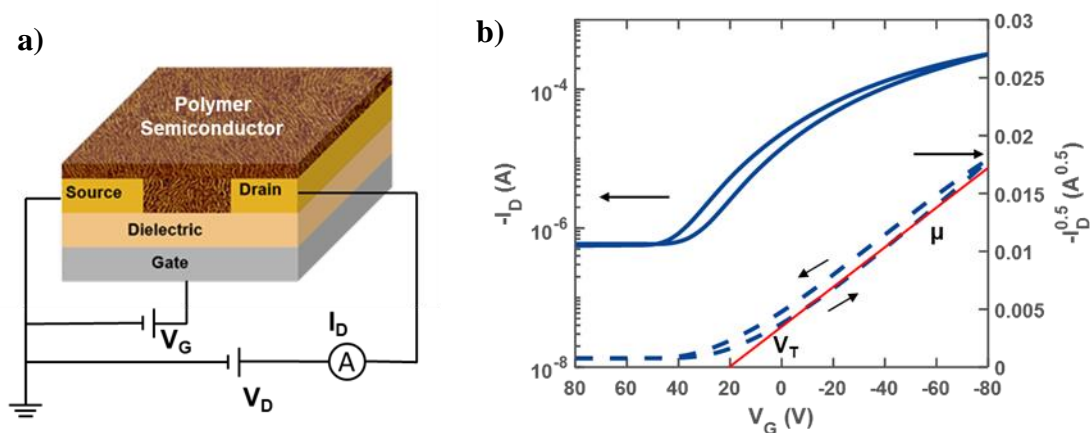 a)
Polymer
Semiconductor
Source
Drain
Dielectric
Gate
V_G
I_D
A
V_D
b)
-I_D (A)
10^-4
10^-6
10^-8
80 60 40 20 0 -20 -40 -60 -80
V_G (V)
0.03
0.025
0.02
0.015
0.01
0.005
0
-I_D^0.5 (A^0.5)
μ
V_T